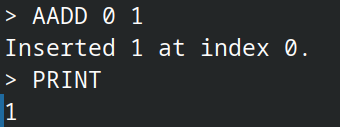 > AADD 0 1
Inserted 1 at index 0.
> PRINT
1